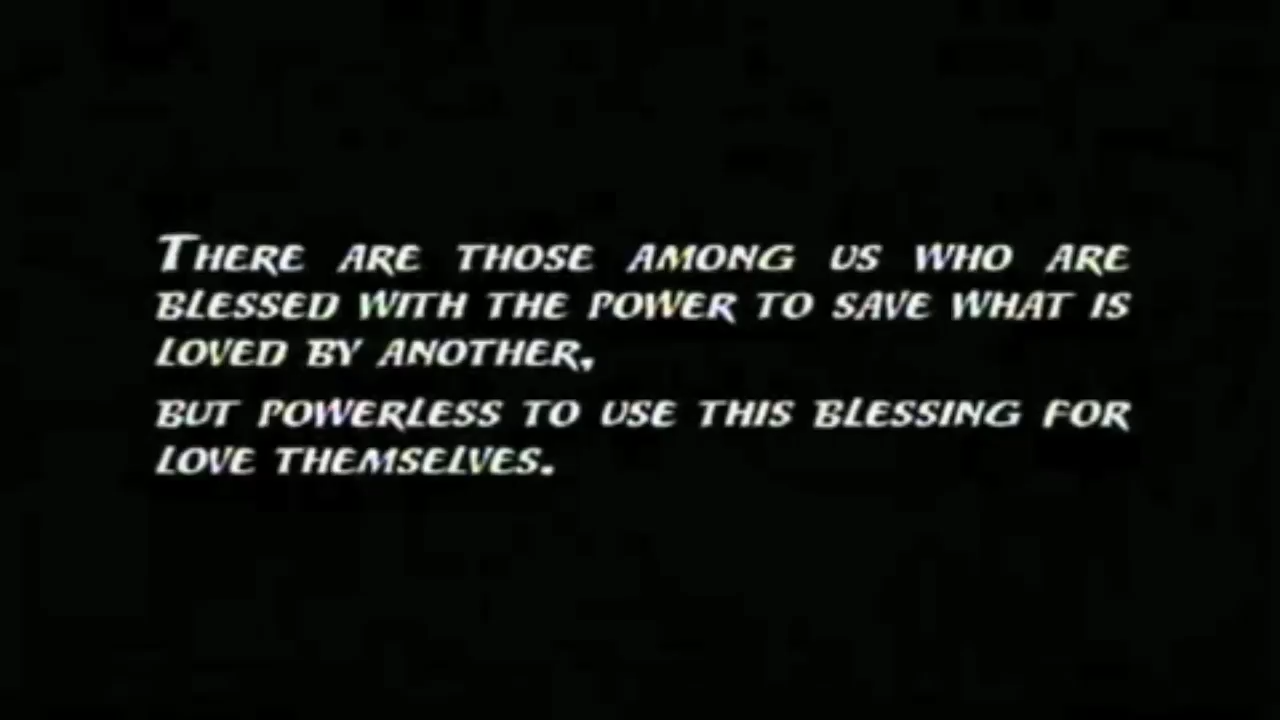 There are those among us who are
blessed with the power to save what is
loved by another,
but powerless to use this blessing for
love themselves.